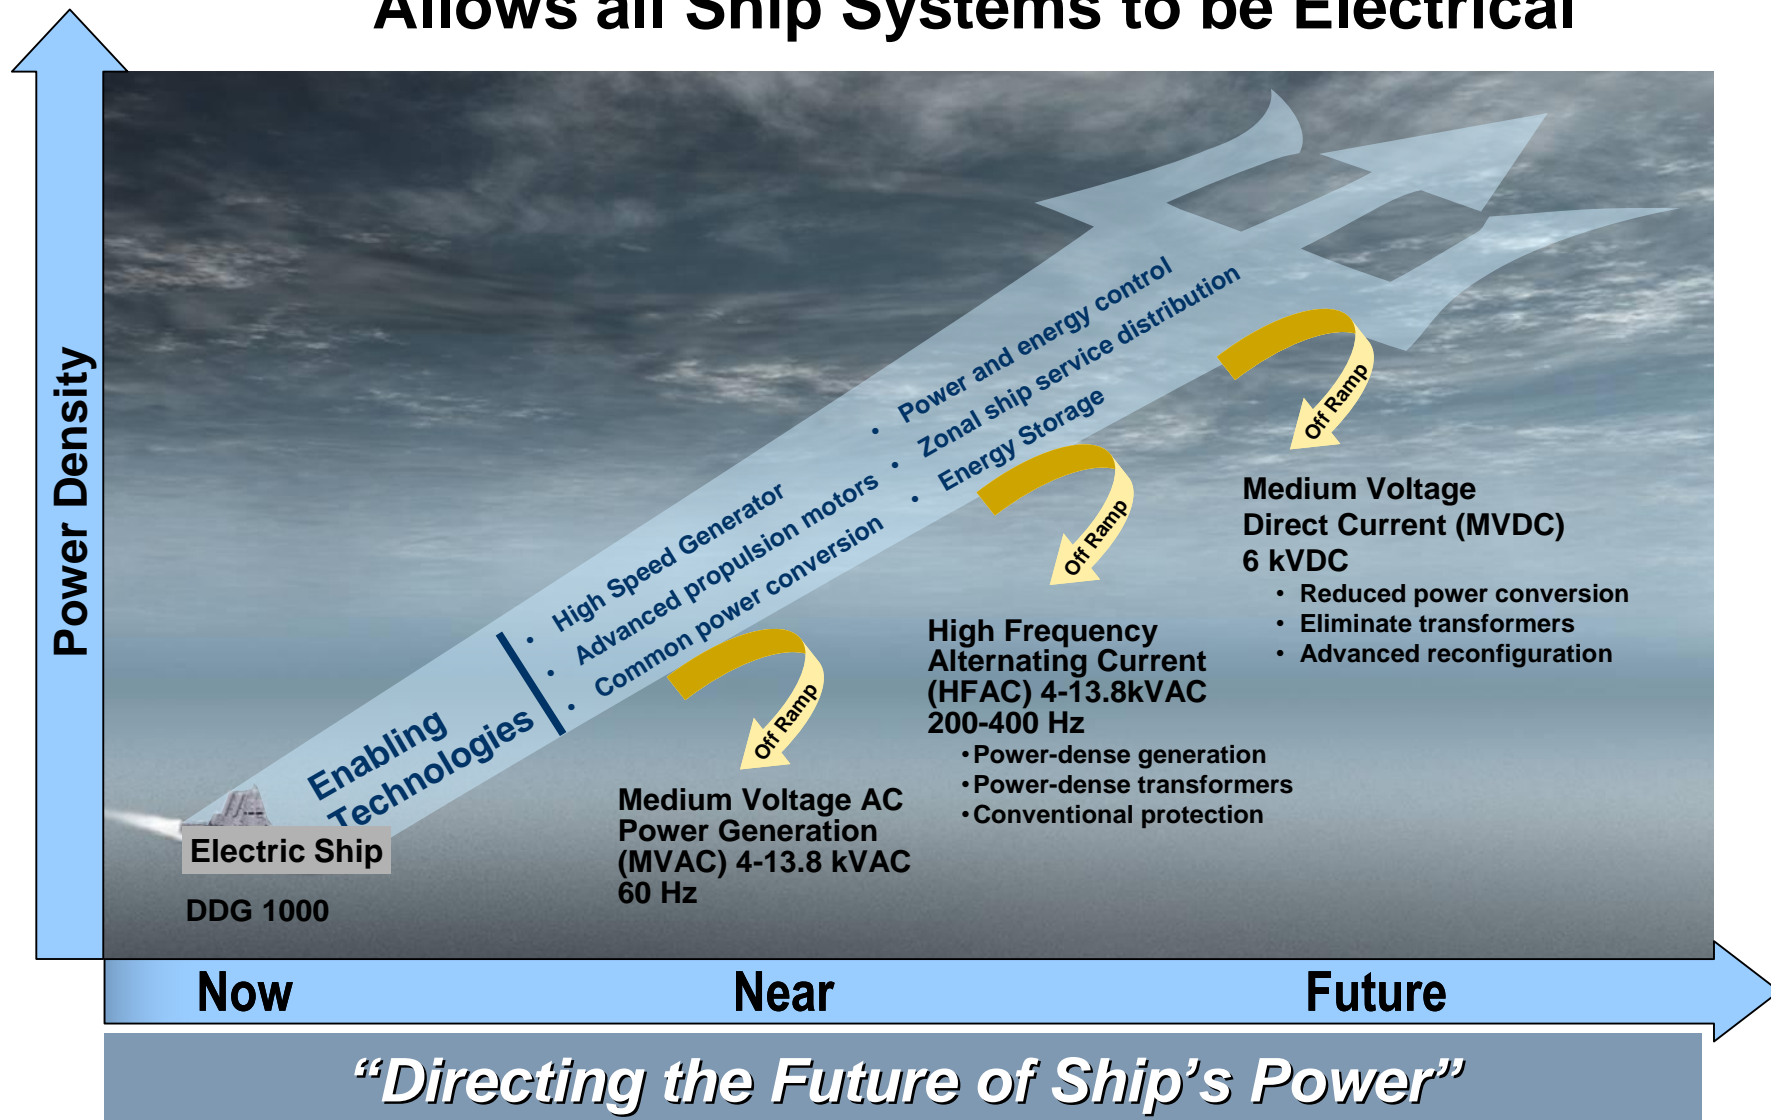 Allows all Ship Systems to be Electrical
Power Density
• Power and energy control
• Zonal ship service distribution
• Energy Storage
• High Speed Generator
• Advanced propulsion motors
• Common power conversion
Enabling
Technologies
Off Ramp
Off Ramp
Off Ramp
Medium Voltage
Direct Current (MVDC)
6 kVDC
• Reduced power conversion
• Eliminate transformers
• Advanced reconfiguration
High Frequency
Alternating Current
(HFAC) 4-13.8kVAC
200-400 Hz
•Power-dense generation
•Power-dense transformers
•Conventional protection
Medium Voltage AC
Power Generation
(MVAC) 4-13.8 kVAC
60 Hz
Electric Ship
DDG 1000
Now Near Future
“Directing the Future of Ship’s Power”